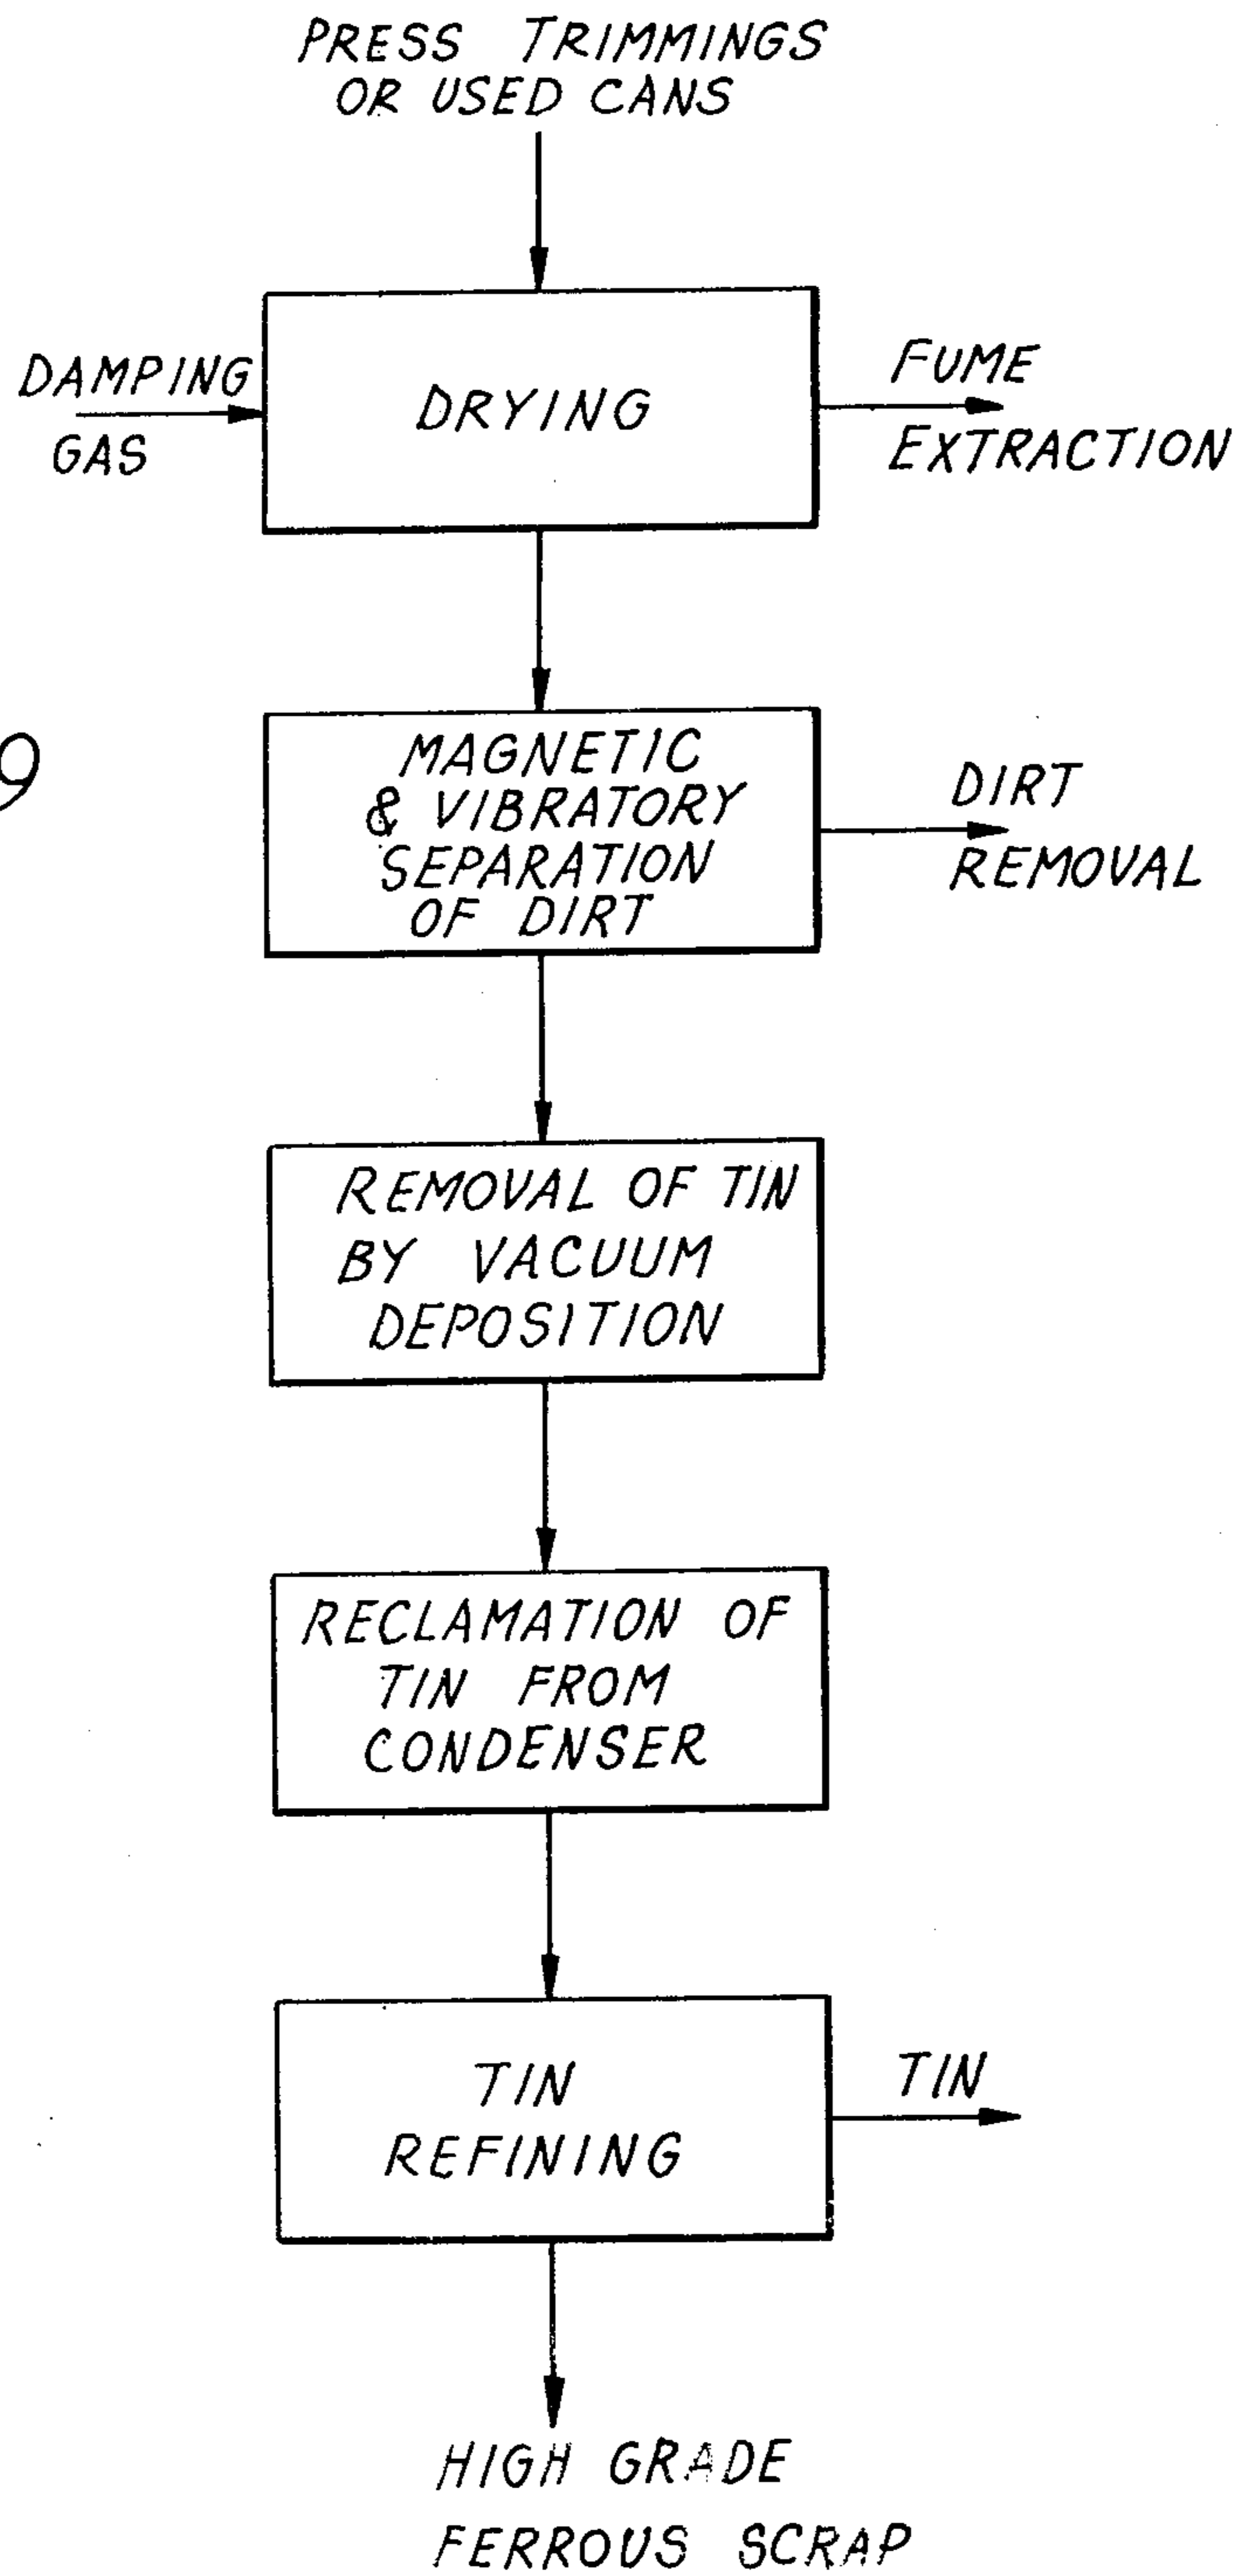 PRESS TRIMMINGS
OR USED CANS
DAMPING
GAS
DRYING
FUME
EXTRACTION
9
MAGNETIC
& VIBRATORY
SEPARATION
OF DIRT
DIRT
REMOVAL
REMOVAL OF TIN
BY VACUUM
DEPOSITION
RECLAMATION OF
TIN FROM
CONDENSER
TIN
REFINING
TIN
HIGH GRADE
FERROUS SCRAP